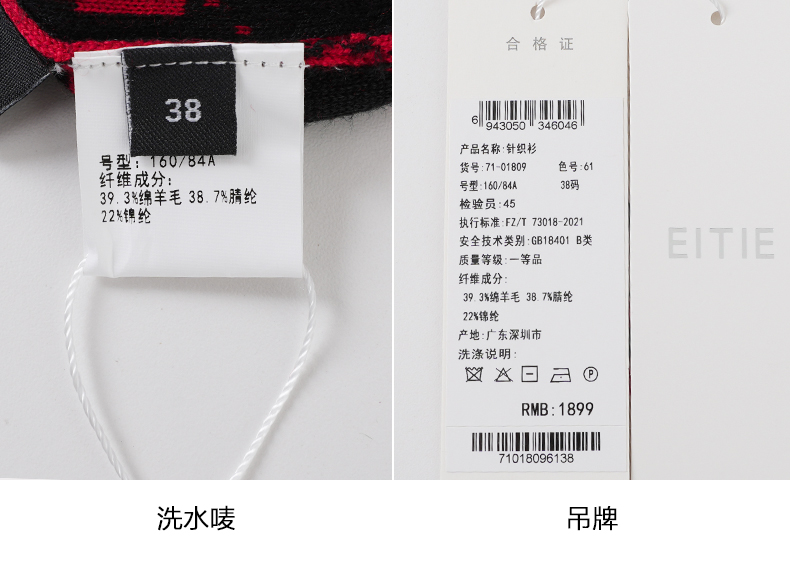 38
号型: 160/84A
纤维成分:
39.3%绵羊毛 38.7%腈纶
22%锦纶
合格证
6 943050 346046
产品名称:针织衫
货号:71-01809 色号:61
号型:160/84A 38码
检验员:45
执行标准:FZ/T 73018-2021
安全技术类别:GB18401 B类
质量等级:一等品
纤维成分:
39.3%绵羊毛 38.7%腈纶
22%锦纶
产地:广东深圳市
洗涤说明:
P
RMB:1899
71018096138
EITIE
洗水唛
吊牌